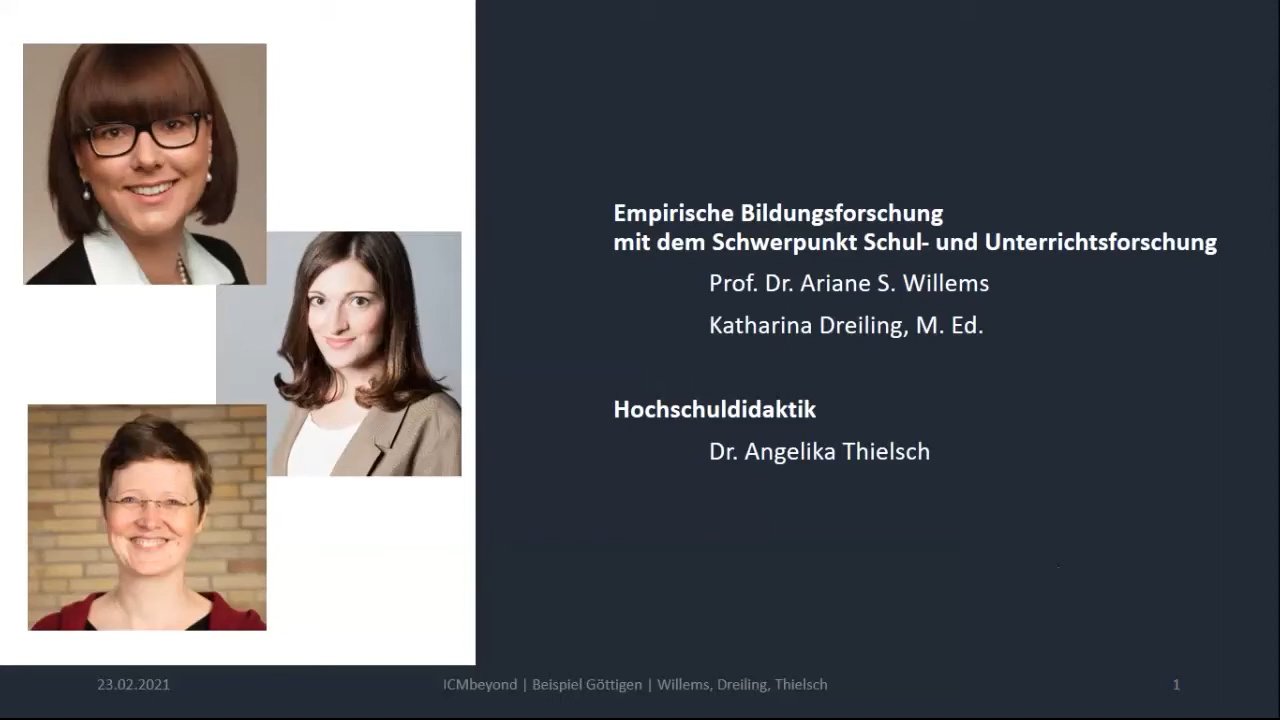 Empirische Bildungsforschung
mit dem Schwerpunkt Schul- und Unterrichtsforschung
Prof. Dr. Ariane S. Willems
Katharina Dreiling, M. Ed.
Hochschuldidaktik
Dr. Angelika Thielsch
23.02.2021
ICMbeyond | Beispiel Göttigen | Willems, Dreiling, Thielsch
1